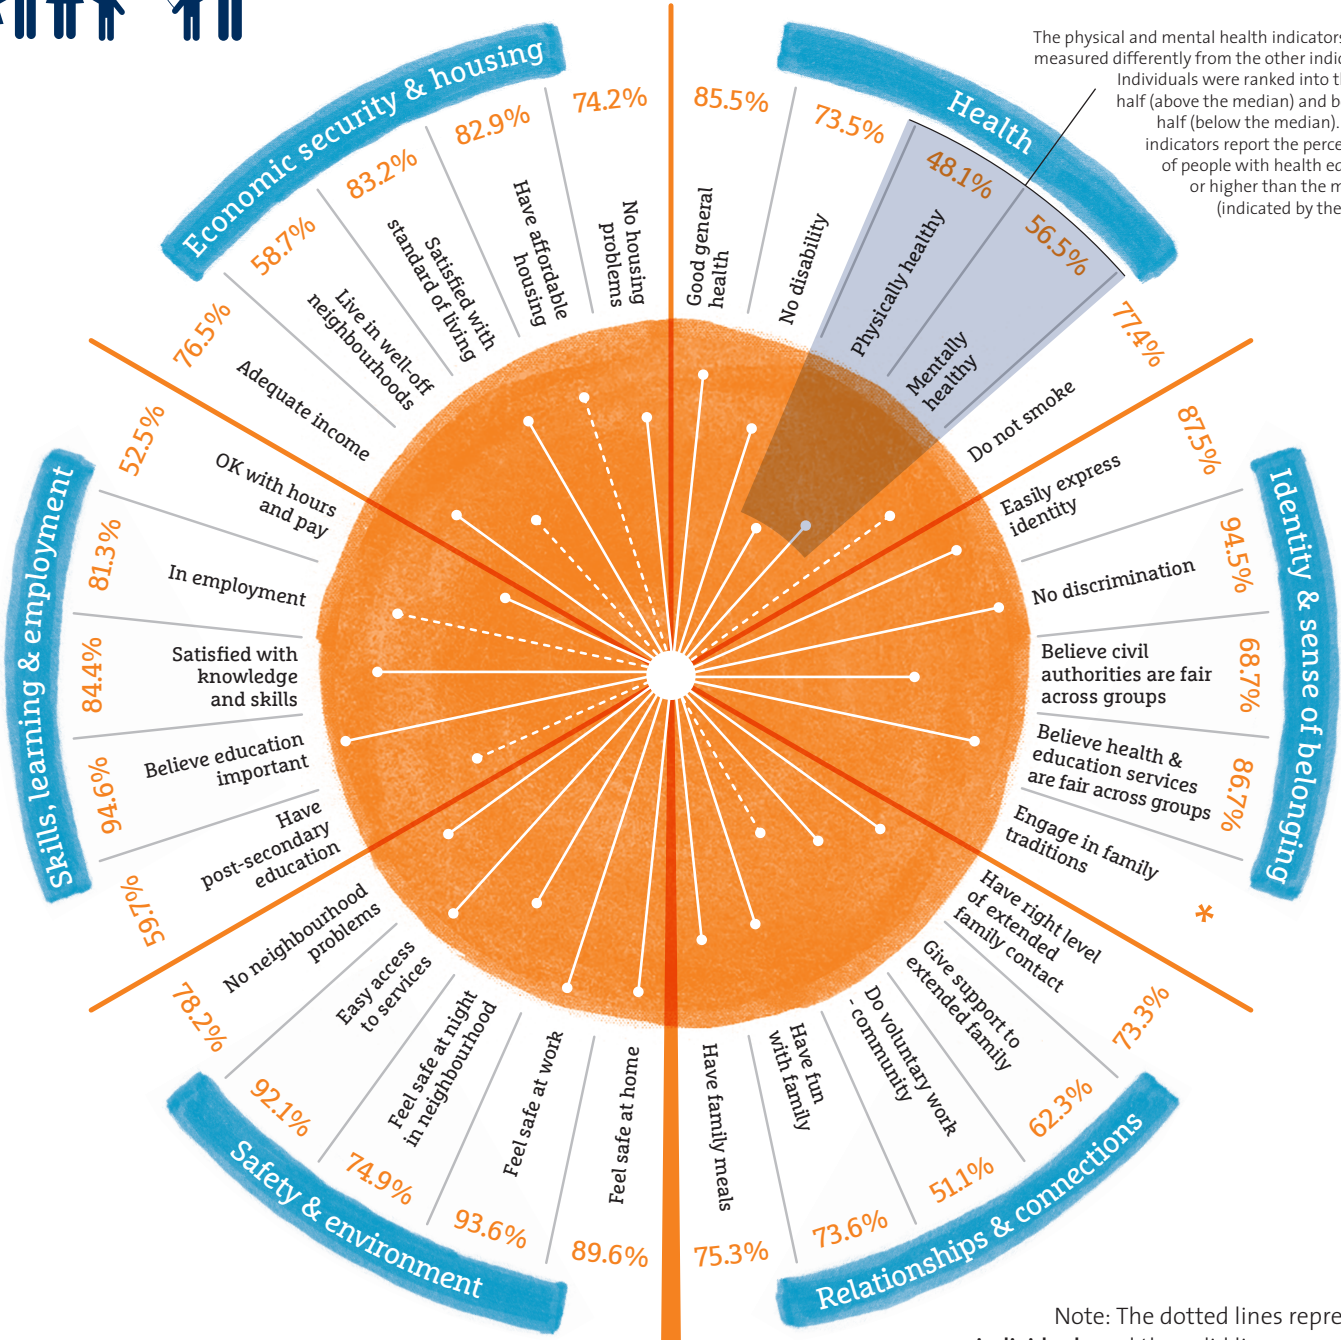 The physical and mental health indicators
measured differently from the other indic
Individuals were ranked into t
half (above the median) and b
half (below the median).
indicators report the perce
of people with health eq
or higher than the m
(indicated by the
Health
85.5%
Good general
health
73.5%
No disability
48.1%
Physically healthy
56.5%
Mentally
healthy
77.4%
Do not smoke
Identity & sense of belonging
87.5%
Easily express
identity
94.5%
No discrimination
68.7%
Believe civil
authorities are fair
across groups
86.7%
Believe health &
education services
are fair across groups
*
Engage in family
traditions
Relationships & connections
73.3%
Have right level
of extended
family contact
62.3%
Give support to
extended family
51.1%
Do voluntary work
- community
73.6%
Have fun
with family
75.3%
Have family meals
Safety & environment
89.6%
Feel safe at home
93.6%
Feel safe at work
74.9%
Feel safe at night
in neighbourhood
92.1%
Easy access
to services
78.2%
No neighbourhood
problems
Skills, learning & employment
59.7%
Have
post-secondary
education
94.6%
Believe education
important
84.4%
Satisfied with
knowledge
and skills
81.3%
In employment
52.5%
OK with hours
and pay
Economic security & housing
76.5%
Adequate income
58.7%
Live in well-off
neighbourhoods
83.2%
Satisfied with
standard of living
82.9%
Have affordable
housing
74.2%
No housing
problems
Note: The dotted lines repre